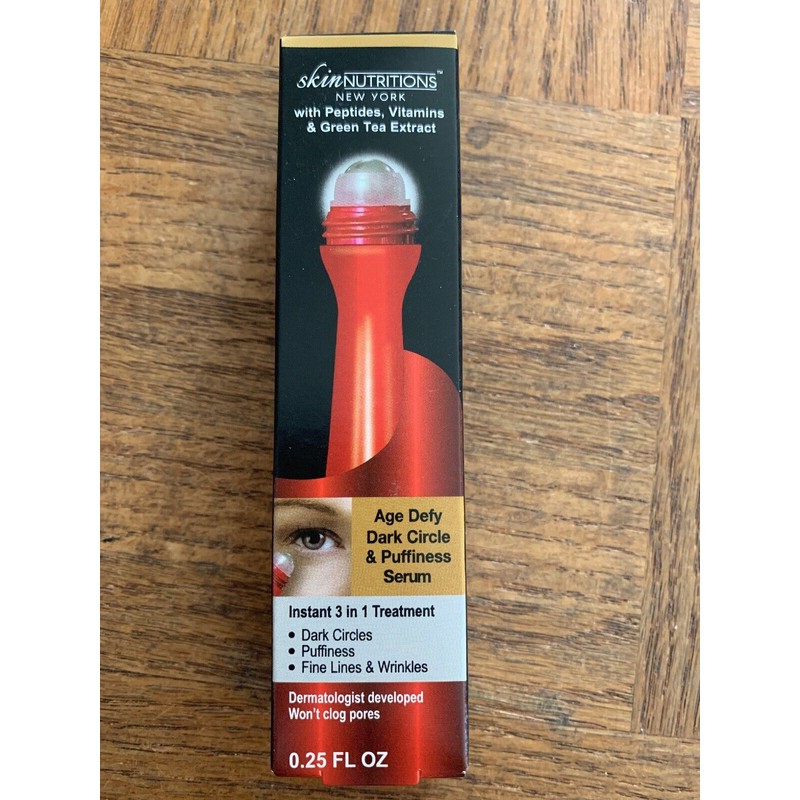 skinNUTRITIONS™
NEW YORK
with Peptides, Vitamins
& Green Tea Extract
Age Defy
Dark Circle
& Puffiness
Serum
Instant 3 in 1 Treatment
• Dark Circles
• Puffiness
• Fine Lines & Wrinkles
Dermatologist developed
Won't clog pores
0.25 FL OZ